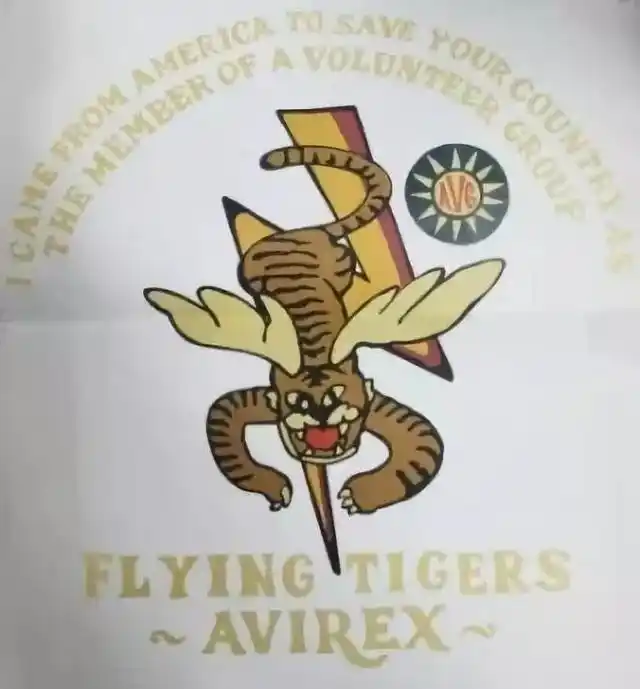 I CAME FROM AMERICA TO SAVE YOUR COUNTRY AS
THE MEMBER OF A VOLUNTEER GROUP
AVG
FLYING TIGERS
~ AVIREX ~